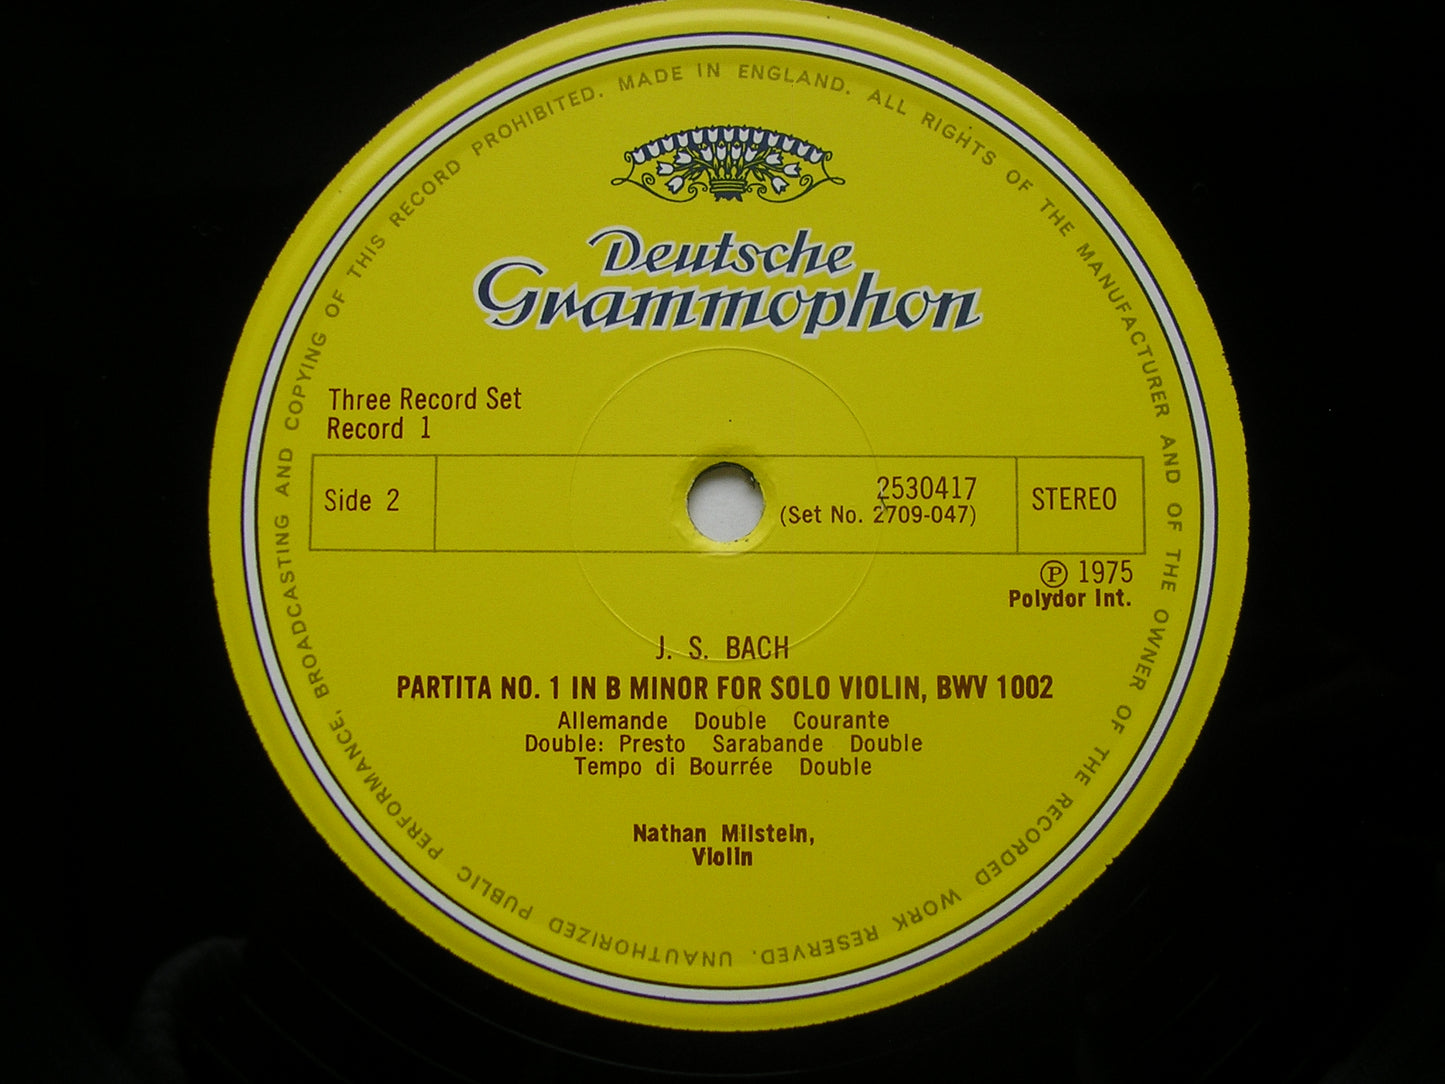 MADE IN ENGLAND. ALL RIGHTS OF THE MANUFACTURER AND OF THE OWNER OF THE RECORDED WORK RESERVED. UNAUTHORIZED PUBLIC PERFORMANCE, BROADCASTING AND COPYING OF THIS RECORD PROHIBITED.
Deutsche
Grammophon
Three Record Set
Record 1
Side 2
2530417
(Set No. 2709-047)
STEREO
Ⓟ 1975
Polydor Int.
J. S. BACH
PARTITA NO. 1 IN B MINOR FOR SOLO VIOLIN, BWV 1002
Allemande Double Courante
Double: Presto Sarabande Double
Tempo di Bourrée Double
Nathan Milstein,
Violin